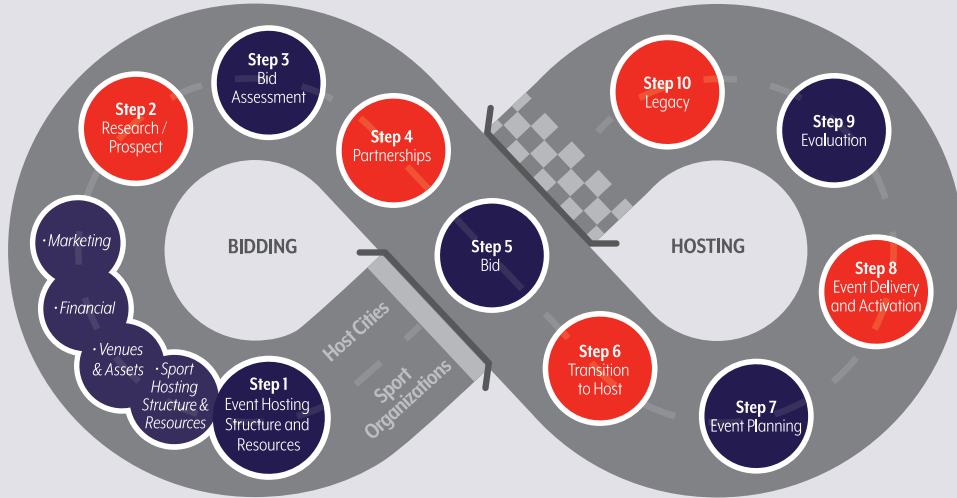 BIDDING
Host Cities
Sport
Organizations
Step 1
Event Hosting
Structure and
Resources
· Sport
Hosting
Structure &
Resources
· Venues
& Assets
· Financial
· Marketing
Step 2
Research /
Prospect
Step 3
Bid
Assessment
Step 4
Partnerships
Step 5
Bid
HOSTING
Step 6
Transition
to Host
Step 7
Event Planning
Step 8
Event Delivery
and Activation
Step 9
Evaluation
Step 10
Legacy